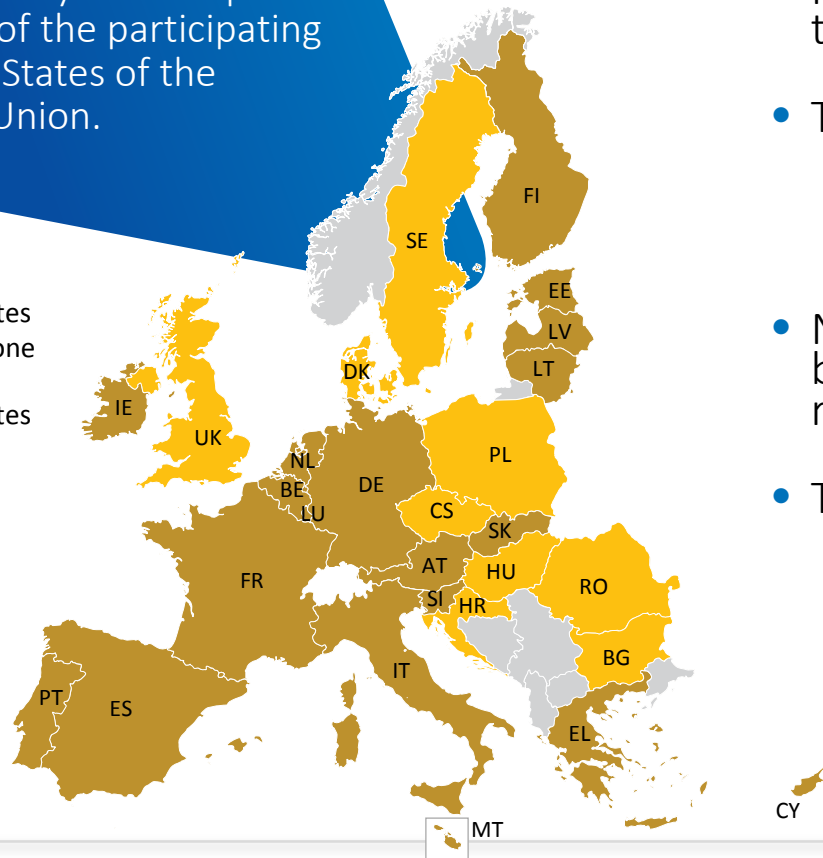 of the participating
States of the
Union.
tes
one
tes
T
N
T
FI
SE
EE
LV
LT
DK
IE
UK
PL
NL
DE
BE
CS
LU
SK
AT
FR
HU
RO
SI
HR
BG
IT
PT
ES
EL
CY
MT